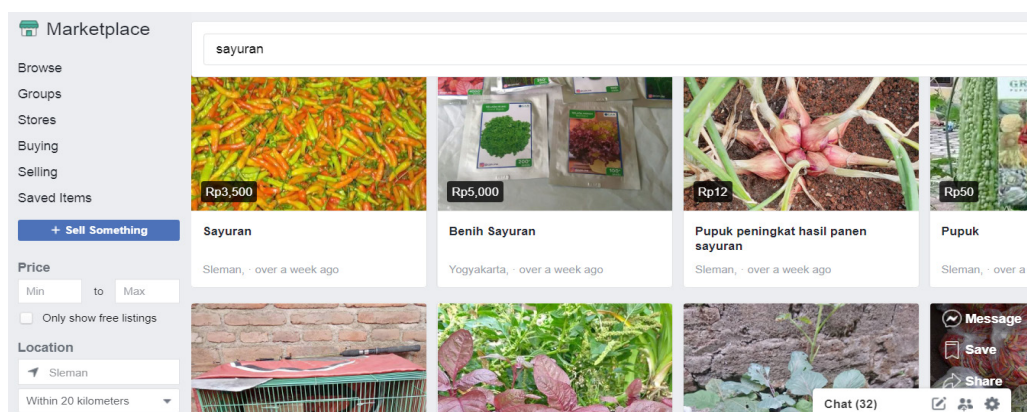 Marketplace
sayuran
Browse
Groups
Stores
Buying
Selling
Saved Items
+ Sell Something
Price
Min to Max
Only show free listings
Location
Sleman
Within 20 kilometers
Rp3,500
Sayuran
Sleman, · over a week ago
Rp5,000
Benih Sayuran
Yogyakarta, · over a week ago
Rp12
Pupuk peningkat hasil panen
sayuran
Sleman, · over a week ago
Rp50
Pupuk
Sleman, · over a
Message
Save
Share
Chat (32)